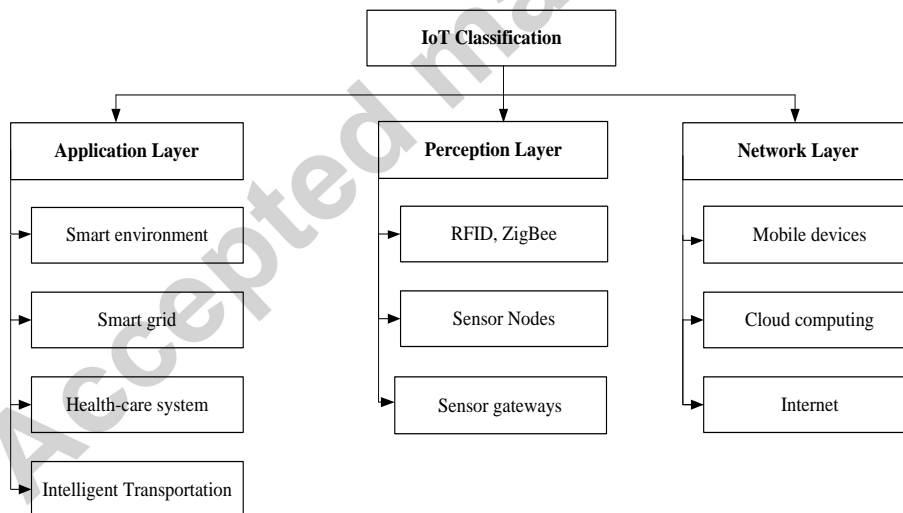 IoT Classification
Application Layer
Smart environment
Smart grid
Health-care system
Intelligent Transportation
Perception Layer
RFID, ZigBee
Sensor Nodes
Sensor gateways
Network Layer
Mobile devices
Cloud computing
Internet
Accepted ma